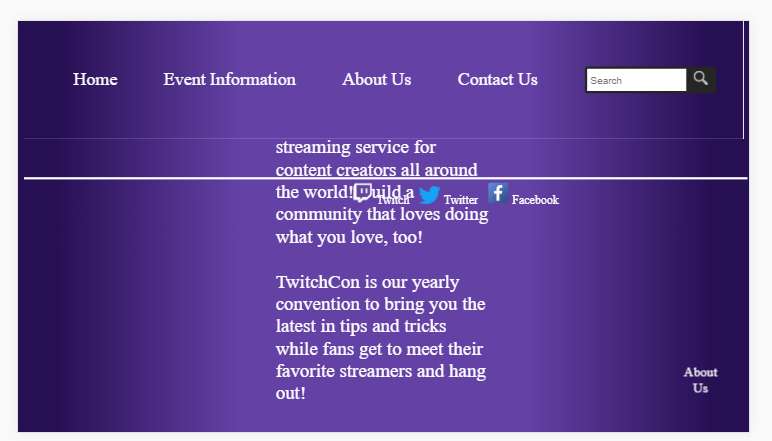 Home Event Information About Us Contact Us Search
streaming service for
content creators all around
the world! Build a
Twitch Twitter Facebook
community that loves doing
what you love, too!
TwitchCon is our yearly
convention to bring you the
latest in tips and tricks
while fans get to meet their
favorite streamers and hang
out!
About
Us